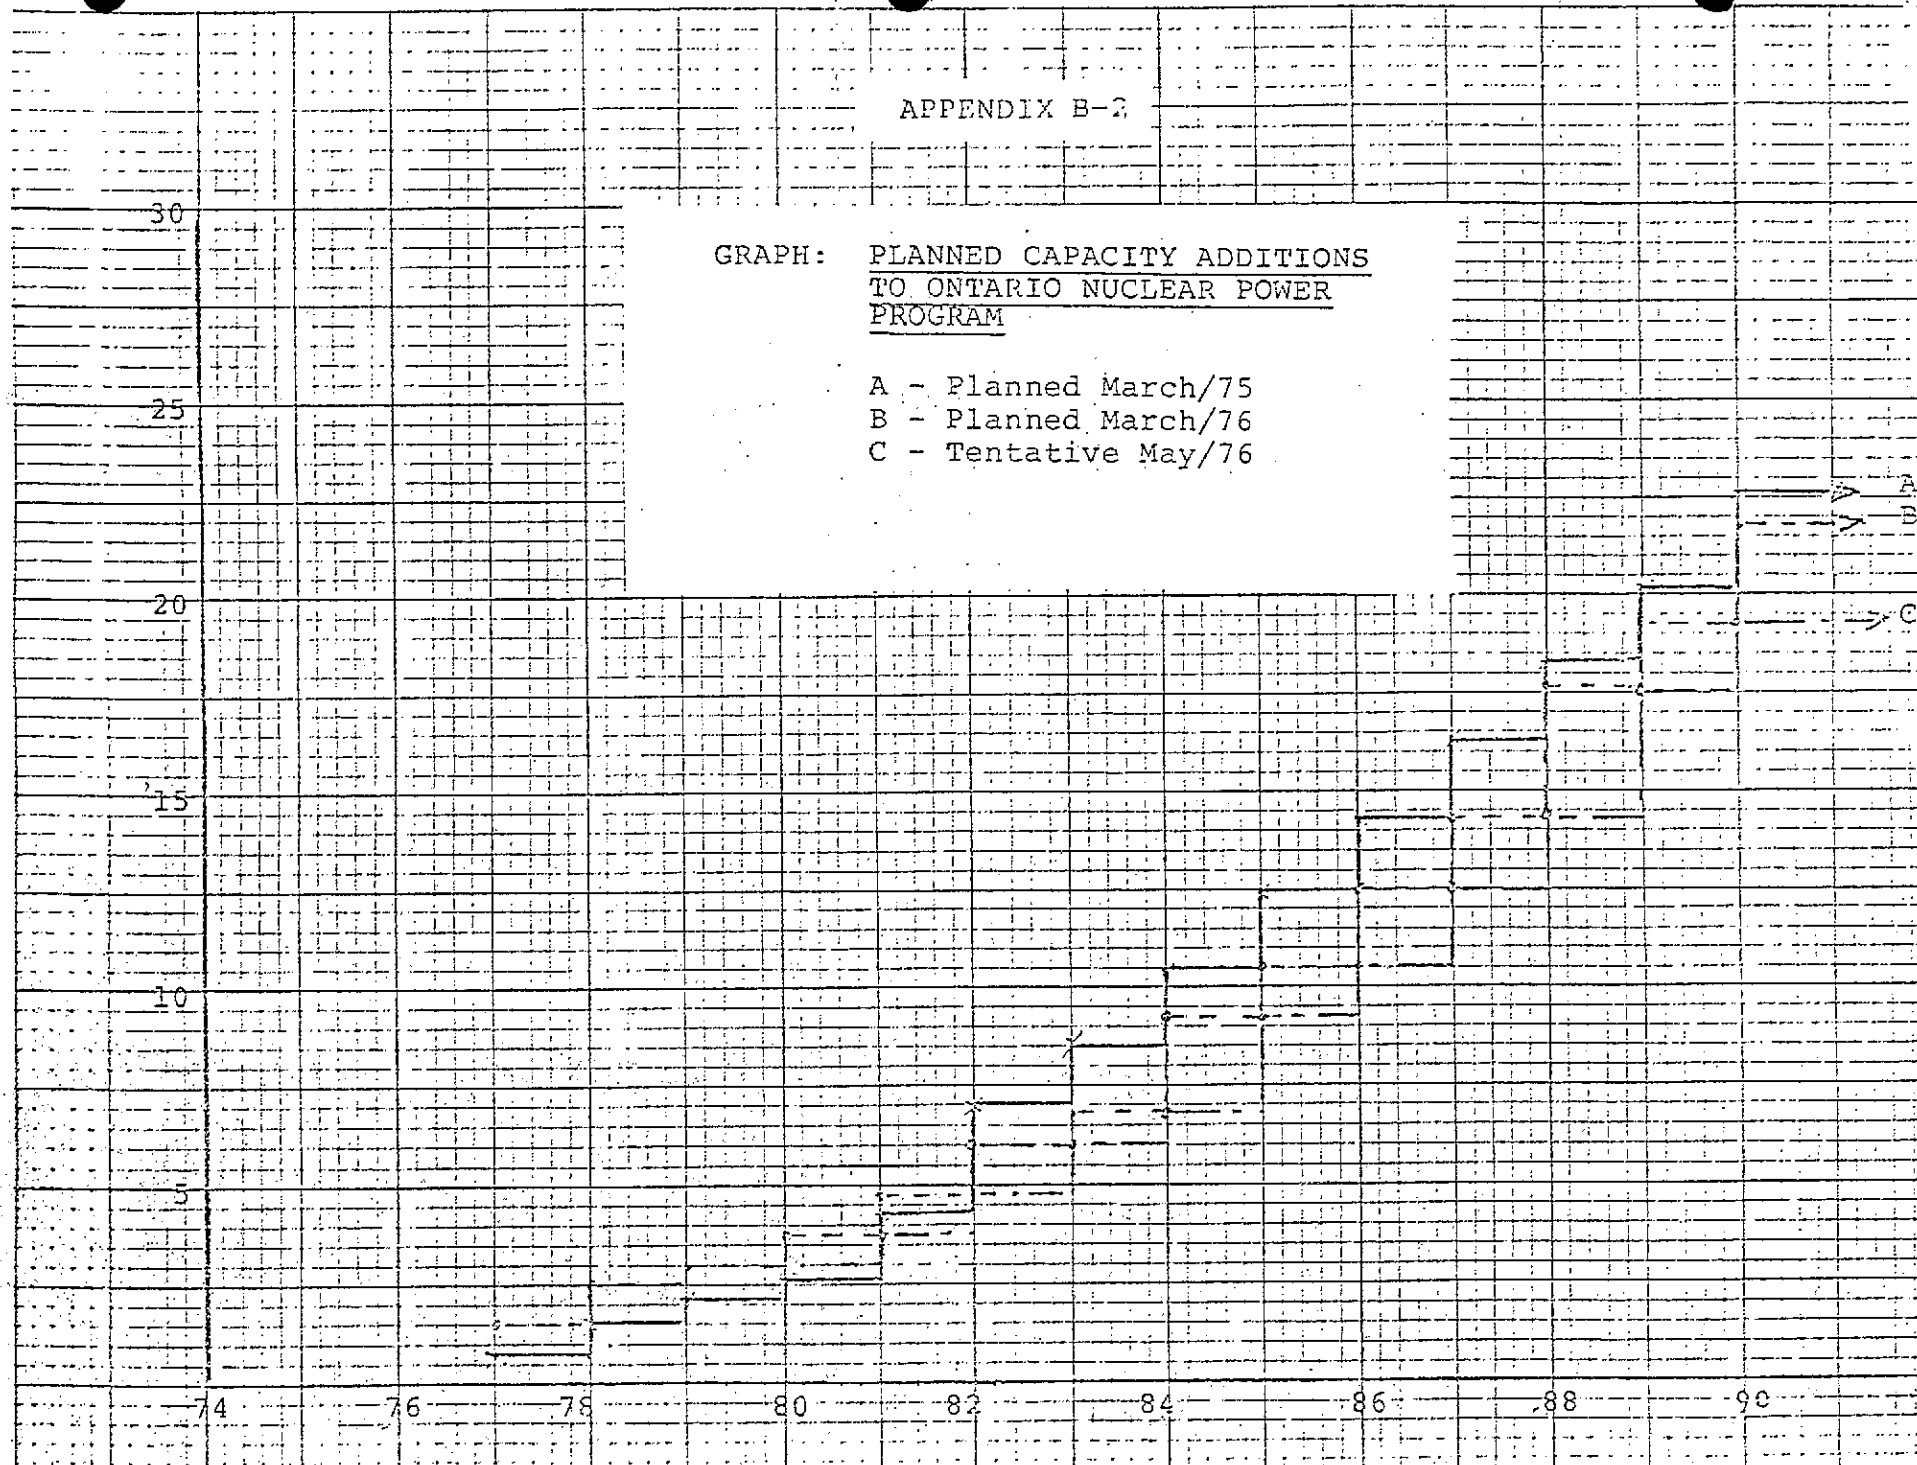 APPENDIX B-2
GRAPH: PLANNED CAPACITY ADDITIONS
TO ONTARIO NUCLEAR POWER
PROGRAM
A - Planned March/75
B - Planned March/76
C - Tentative May/76
30
25
20
15
10
5
A
B
C
74 76 78 80 82 84 86 88 90